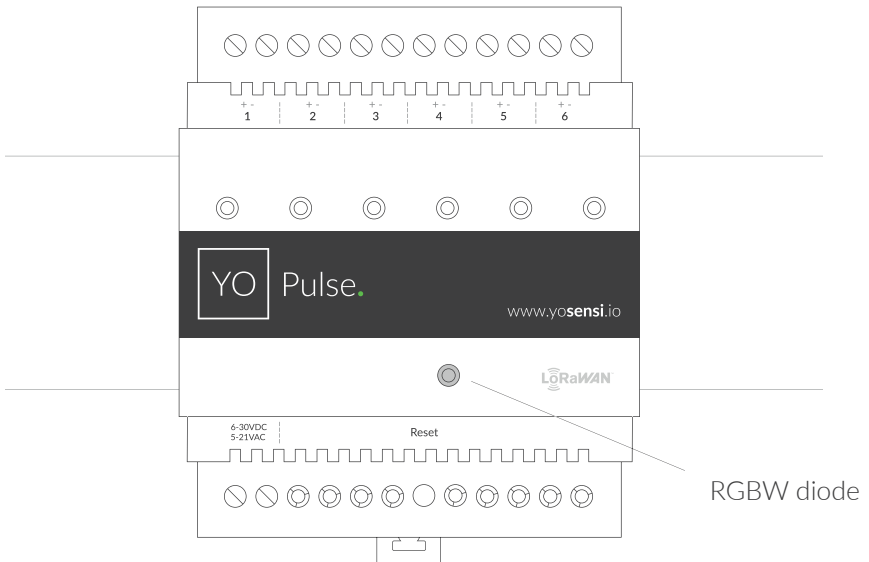 + - + - + - + - + - + -
1 2 3 4 5 6
YO Pulse.
www.yosensi.io
LoRaWAN
6-30VDC
5-21VAC
Reset
RGBW diode